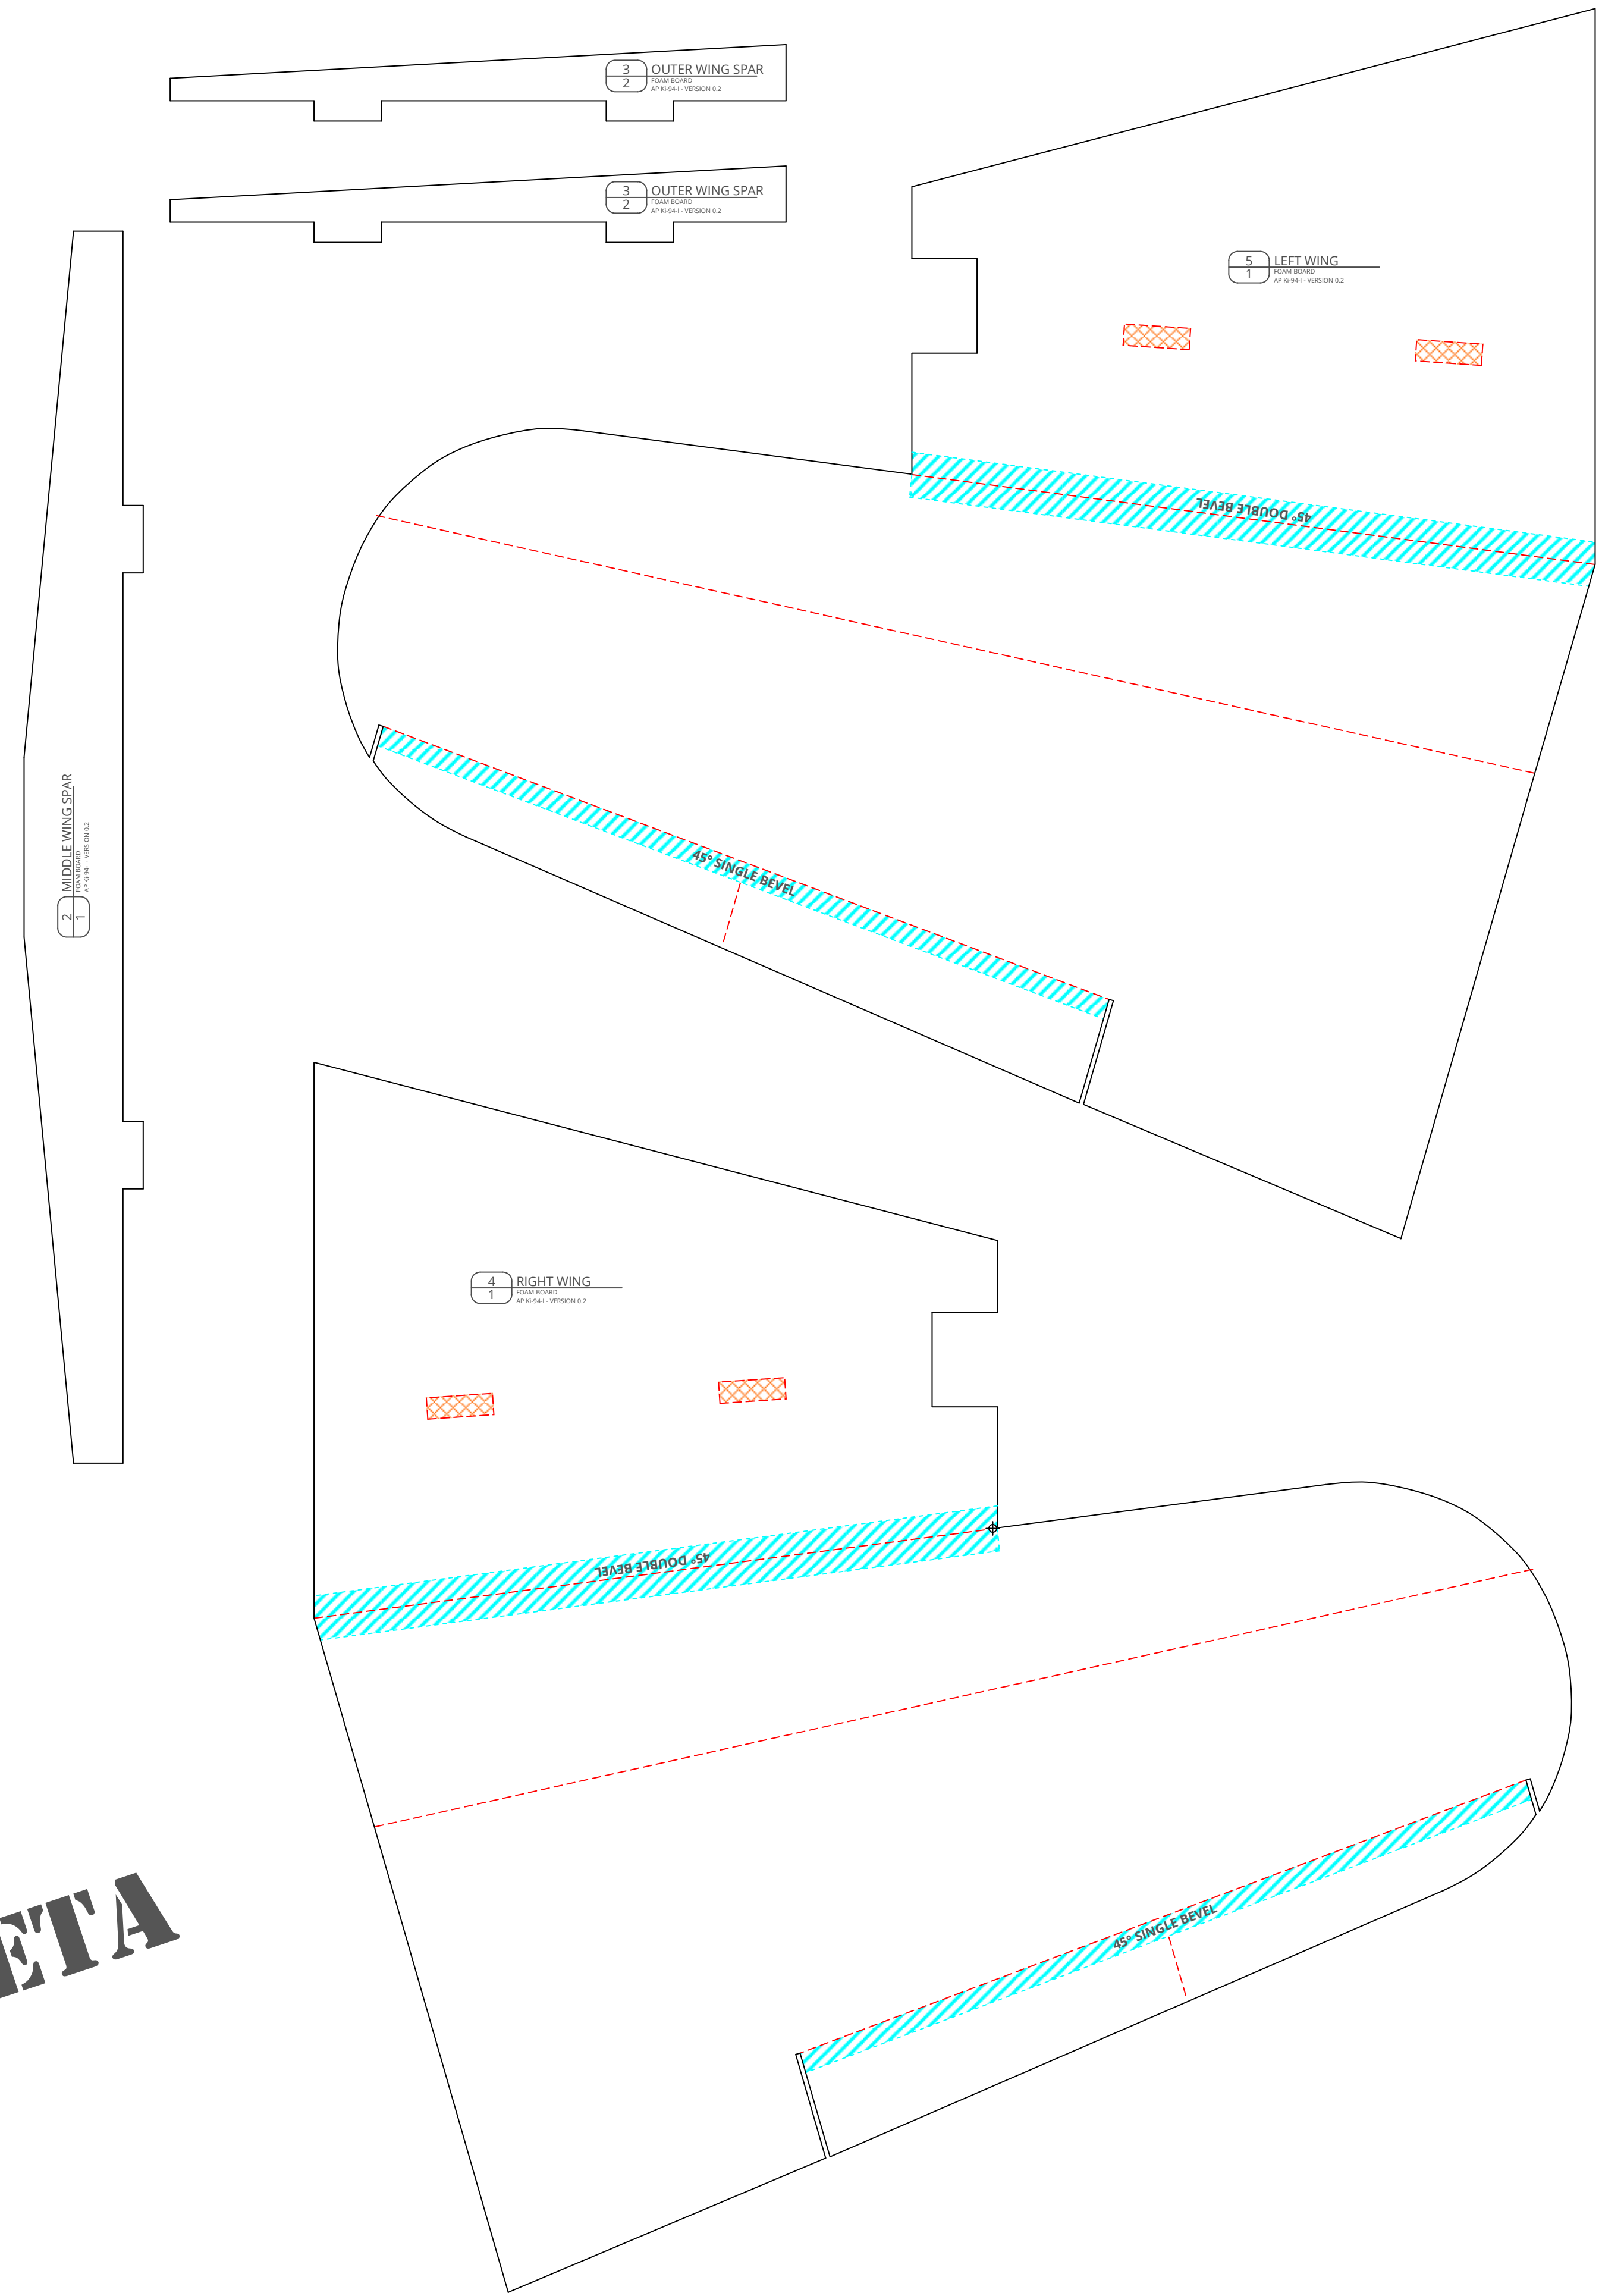 3 OUTER WING SPAR
2 FOAM BOARD
AP Ki-94-I - VERSION 0.2
3 OUTER WING SPAR
2 FOAM BOARD
AP Ki-94-I - VERSION 0.2
5 LEFT WING
1 FOAM BOARD
AP Ki-94-I - VERSION 0.2
45° DOUBLE BEVEL
2 MIDDLE WING SPAR
1 FOAM BOARD
AP Ki-94-I - VERSION 0.2
45° SINGLE BEVEL
4 RIGHT WING
1 FOAM BOARD
AP Ki-94-I - VERSION 0.2
45° DOUBLE BEVEL
45° SINGLE BEVEL
ETA